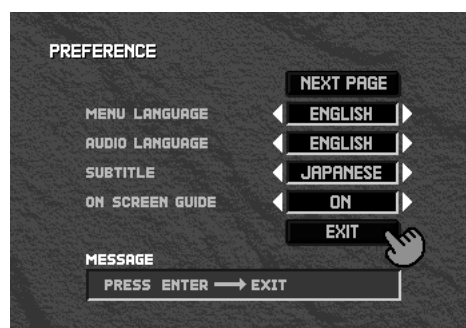 PREFERENCE
NEXT PAGE
MENU LANGUAGE ENGLISH
AUDIO LANGUAGE ENGLISH
SUBTITLE JAPANESE
ON SCREEN GUIDE ON
EXIT
MESSAGE
PRESS ENTER → EXIT